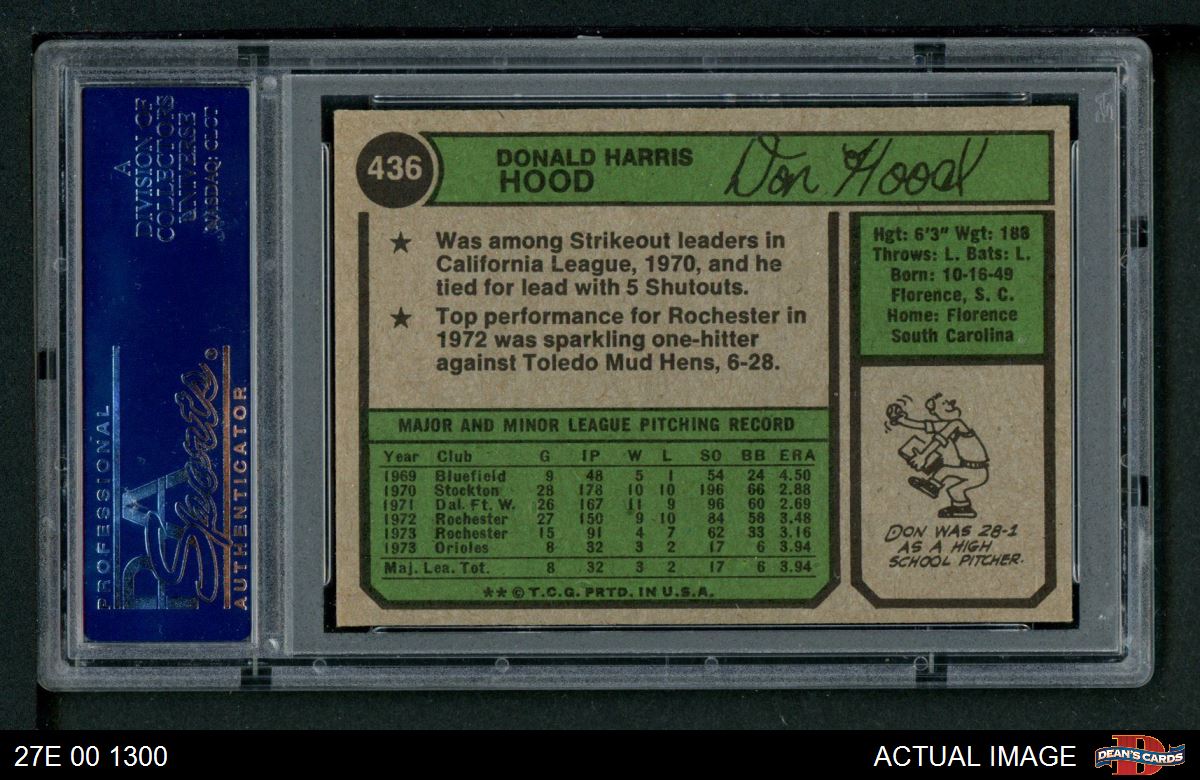 A
DIVISION OF
COLLECTORS
UNIVERSE
NASDAQ: CLCT
PROFESSIONAL
PSA
Sports
AUTHENTICATOR
436
DONALD HARRIS
HOOD
Don Hood
★ Was among Strikeout leaders in
California League, 1970, and he
tied for lead with 5 Shutouts.
★ Top performance for Rochester in
1972 was sparkling one-hitter
against Toledo Mud Hens, 6-28.
MAJOR AND MINOR LEAGUE PITCHING RECORD
Year Club G IP W L SO BB ERA
1969 Bluefield 9 48 5 1 54 24 4.50
1970 Stockton 28 178 10 10 196 66 2.88
1971 Dal. Ft. W. 26 167 11 9 96 60 2.69
1972 Rochester 27 150 9 10 84 58 3.48
1973 Rochester 15 91 4 7 62 33 3.16
1973 Orioles 8 32 3 2 17 6 3.94
Maj. Lea. Tot. 8 32 3 2 17 6 3.94
** © T.C.G. PRTD. IN U.S.A.
Hgt: 6'3" Wgt: 188
Throws: L. Bats: L.
Born: 10-16-49
Florence, S. C.
Home: Florence
South Carolina
DON WAS 28-1
AS A HIGH
SCHOOL PITCHER.
27E 00 1300
ACTUAL IMAGE
DEAN'S CARDS